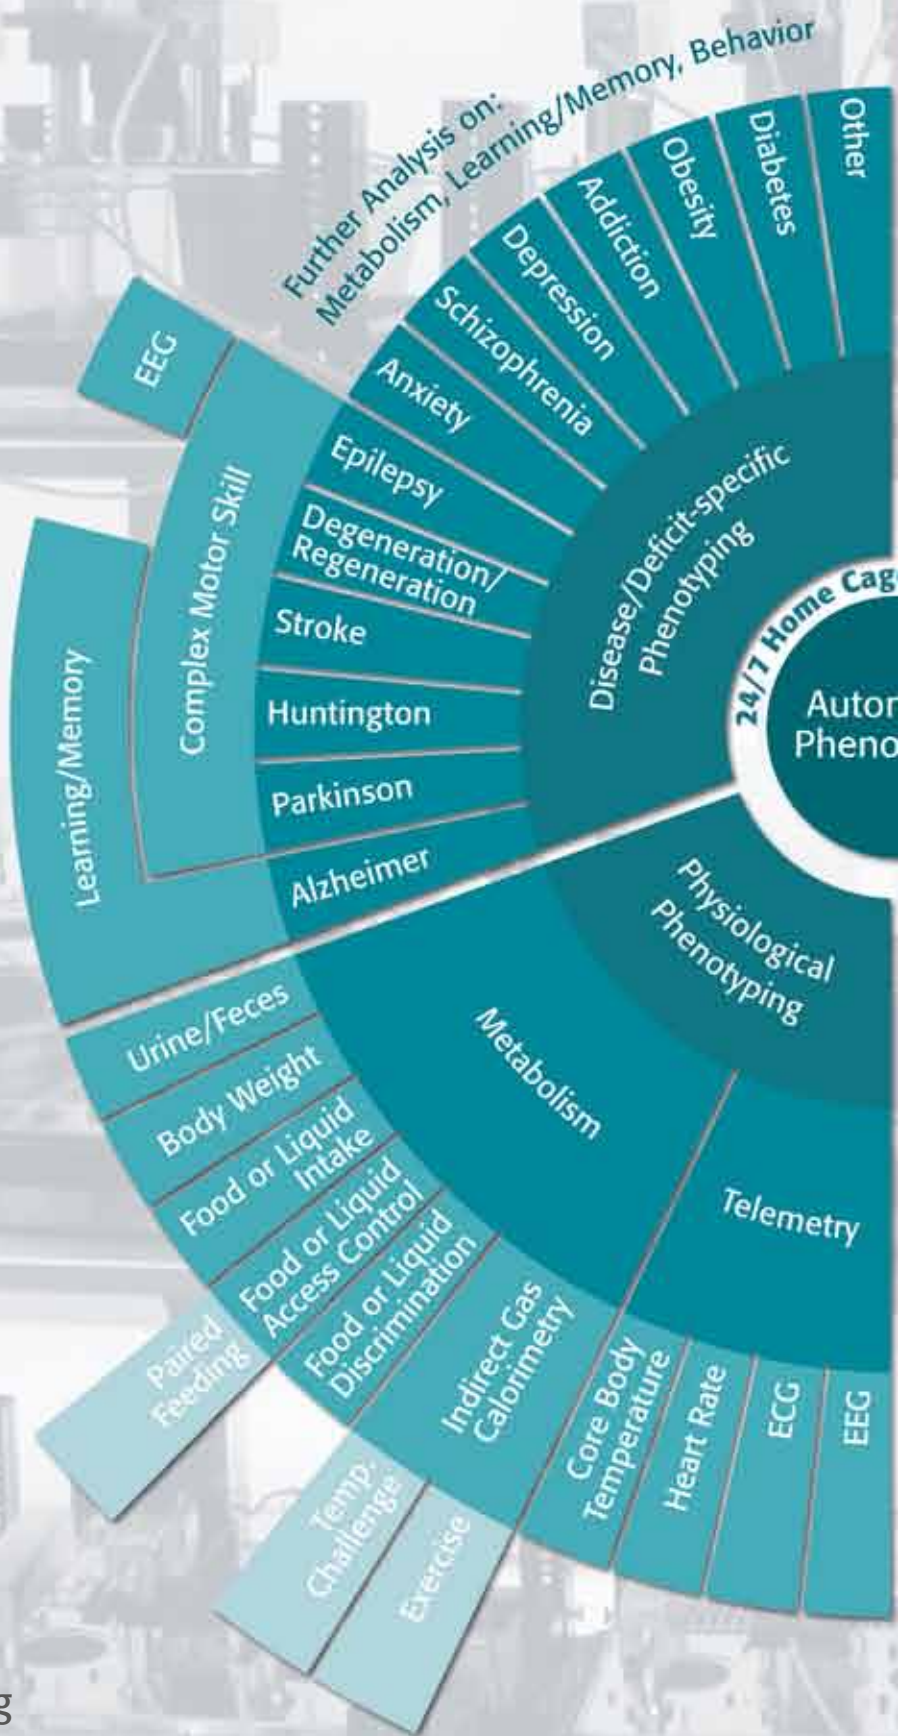 Further Analysis on:
Metabolism, Learning/Memory, Behavior
Other
Diabetes
Obesity
Addiction
Depression
Schizophrenia
Anxiety
Epilepsy
Degeneration/
Regeneration
Stroke
Huntington
Parkinson
Alzheimer
EEG
Complex Motor Skill
Learning/Memory
Disease/Deficit-specific
Phenotyping
24/7 Home Cag
Autor
Pheno
Physiological
Phenotyping
Metabolism
Telemetry
Urine/Feces
Body Weight
Food or Liquid
Intake
Food or Liquid
Access Control
Food or Liquid
Discrimination
Indirect Gas
Calorimetry
Core Body
Temperature
Heart Rate
ECG
EEG
Paired
Feeding
Temp.
Challenge
Exercise
g